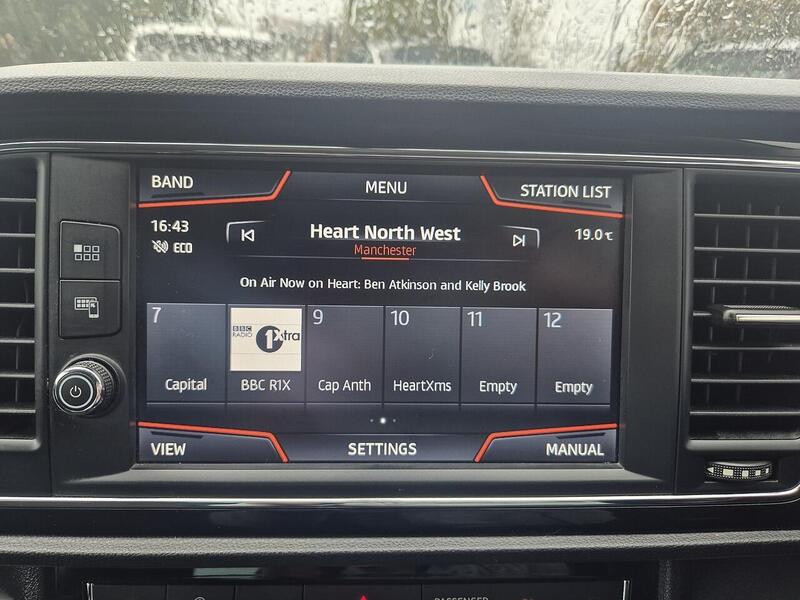 BAND
MENU
STATION LIST
16:43
ECO
Heart North West
Manchester
19.0℃
On Air Now on Heart: Ben Atkinson and Kelly Brook
7
Capital
BBC
RADIO
1Xtra
BBC R1X
9
Cap Anth
10
HeartXms
11
Empty
12
Empty
VIEW
SETTINGS
MANUAL
PASSENGER